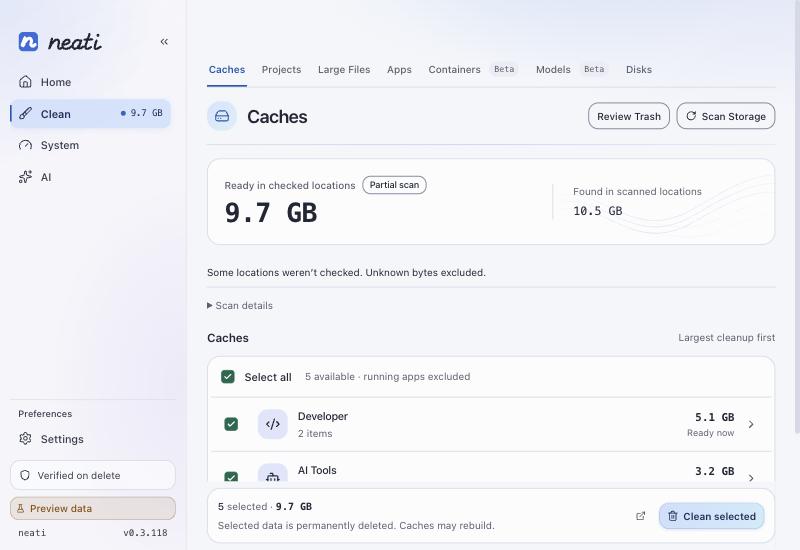 neati
Home
Clean 9.7 GB
System
AI
Preferences
Settings
Verified on delete
Preview data
neati v0.3.118
Caches Projects Large Files Apps Containers Beta Models Beta Disks
Caches
Review Trash Scan Storage
Ready in checked locations Partial scan
9.7 GB
Found in scanned locations
10.5 GB
Some locations weren't checked. Unknown bytes excluded.
Scan details
Caches Largest cleanup first
Select all 5 available · running apps excluded
Developer 5.1 GB
2 items Ready now
AI Tools 3.2 GB
5 selected · 9.7 GB
Selected data is permanently deleted. Caches may rebuild.
Clean selected